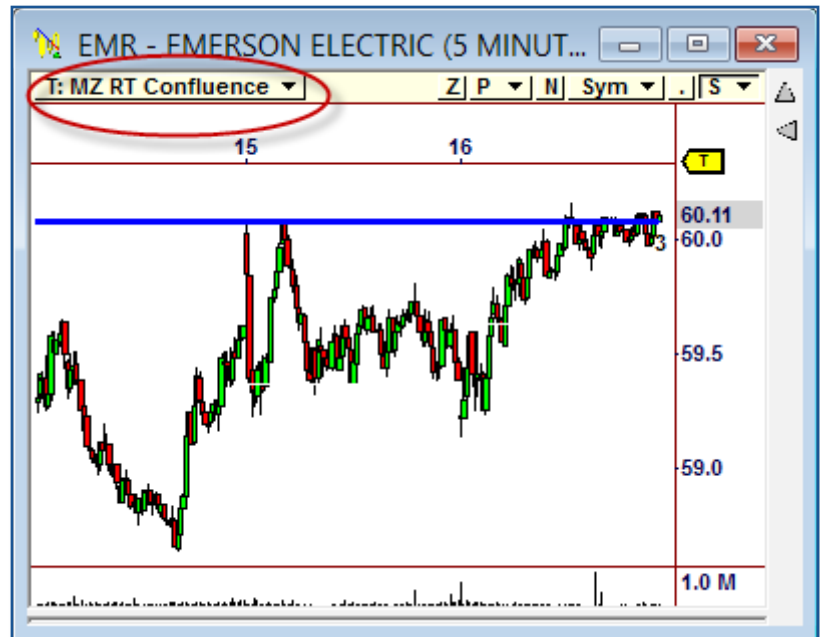 EMR - EMERSON ELECTRIC (5 MINUT...
T: MZ RT Confluence Z P N Sym . S
15 16
T
60.11
60.0
3
59.5
59.0
1.0 M